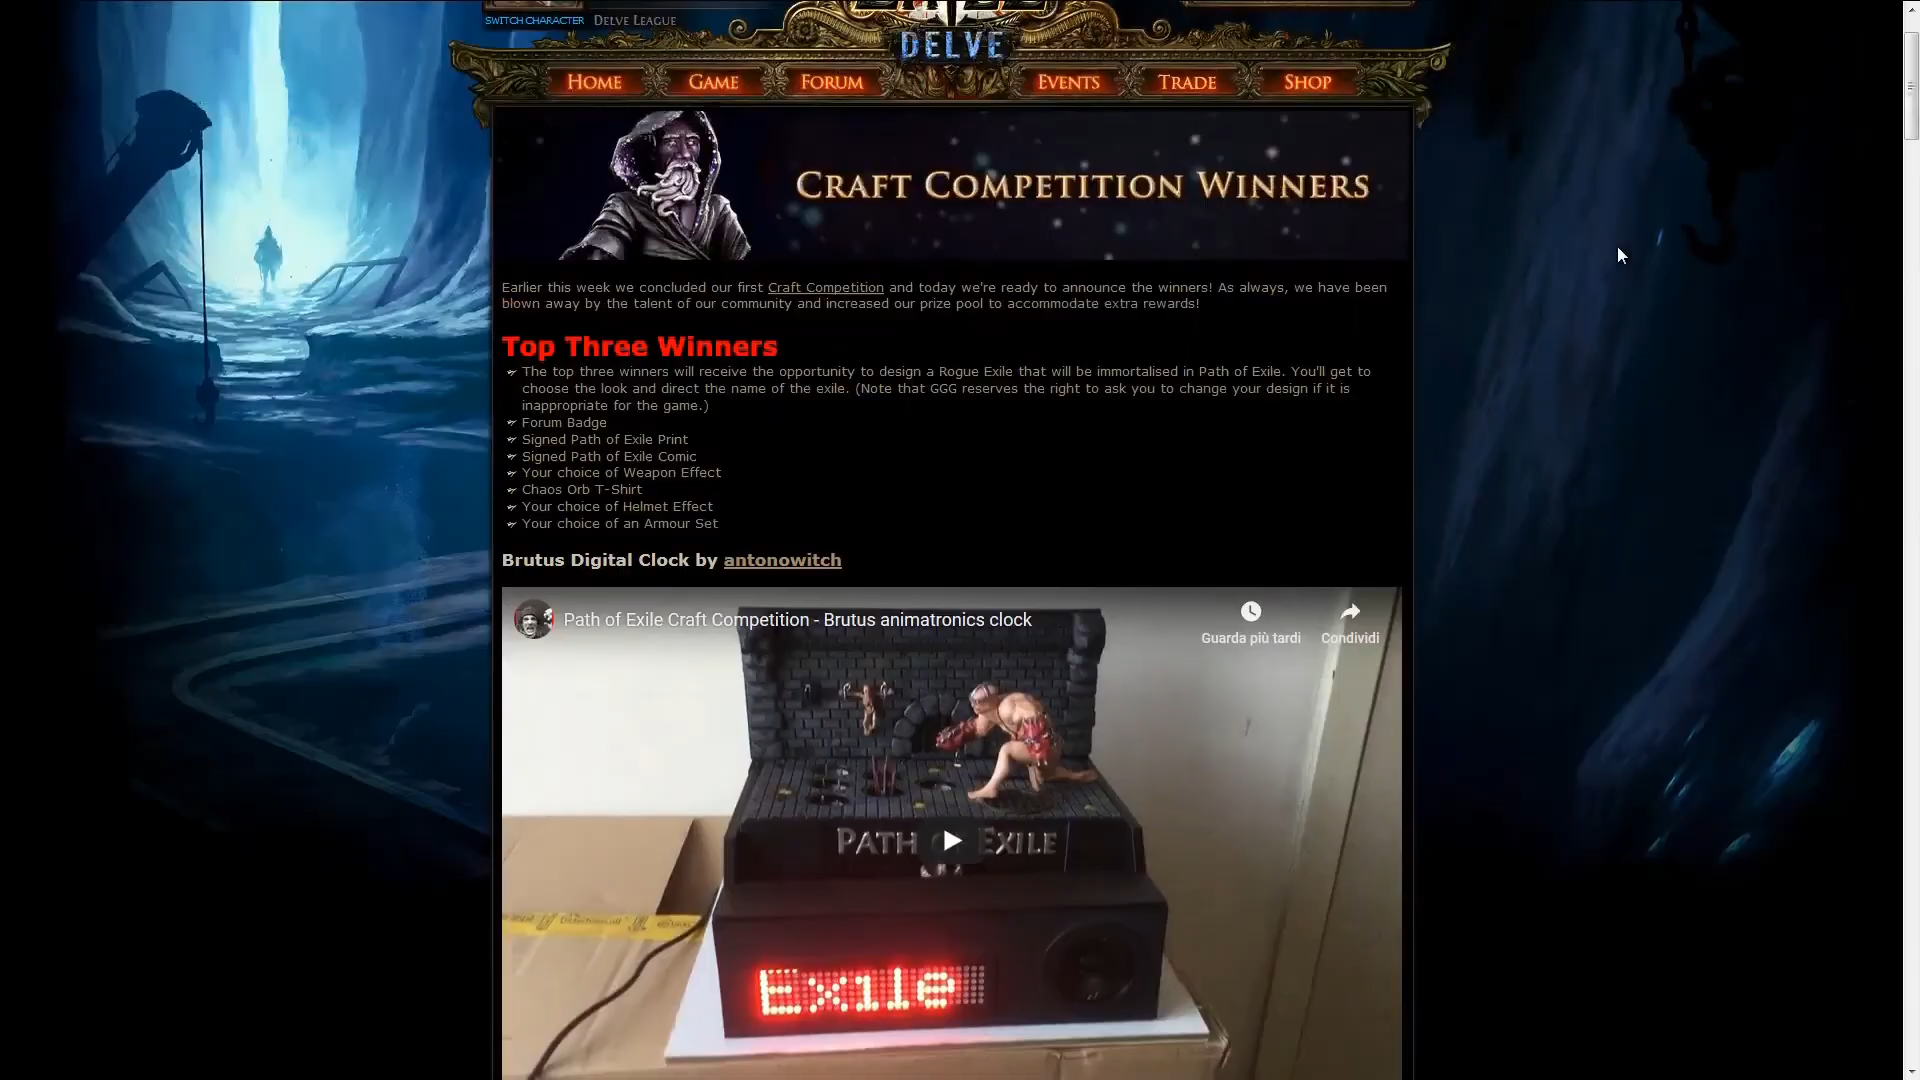 SWITCH CHARACTER Delve League
DELVE
Home Game Forum Events Trade Shop
Craft Competition Winners
Earlier this week we concluded our first Craft Competition and today we're ready to announce the winners! As always, we have been
blown away by the talent of our community and increased our prize pool to accommodate extra rewards!
Top Three Winners
The top three winners will receive the opportunity to design a Rogue Exile that will be immortalised in Path of Exile. You'll get to
choose the look and direct the name of the exile. (Note that GGG reserves the right to ask you to change your design if it is
inappropriate for the game.)
Forum Badge
Signed Path of Exile Print
Signed Path of Exile Comic
Your choice of Weapon Effect
Chaos Orb T-Shirt
Your choice of Helmet Effect
Your choice of an Armour Set
Brutus Digital Clock by antonowitch
Path of Exile Craft Competition - Brutus animatronics clock
Guarda più tardi Condividi
Path Exile
Exile